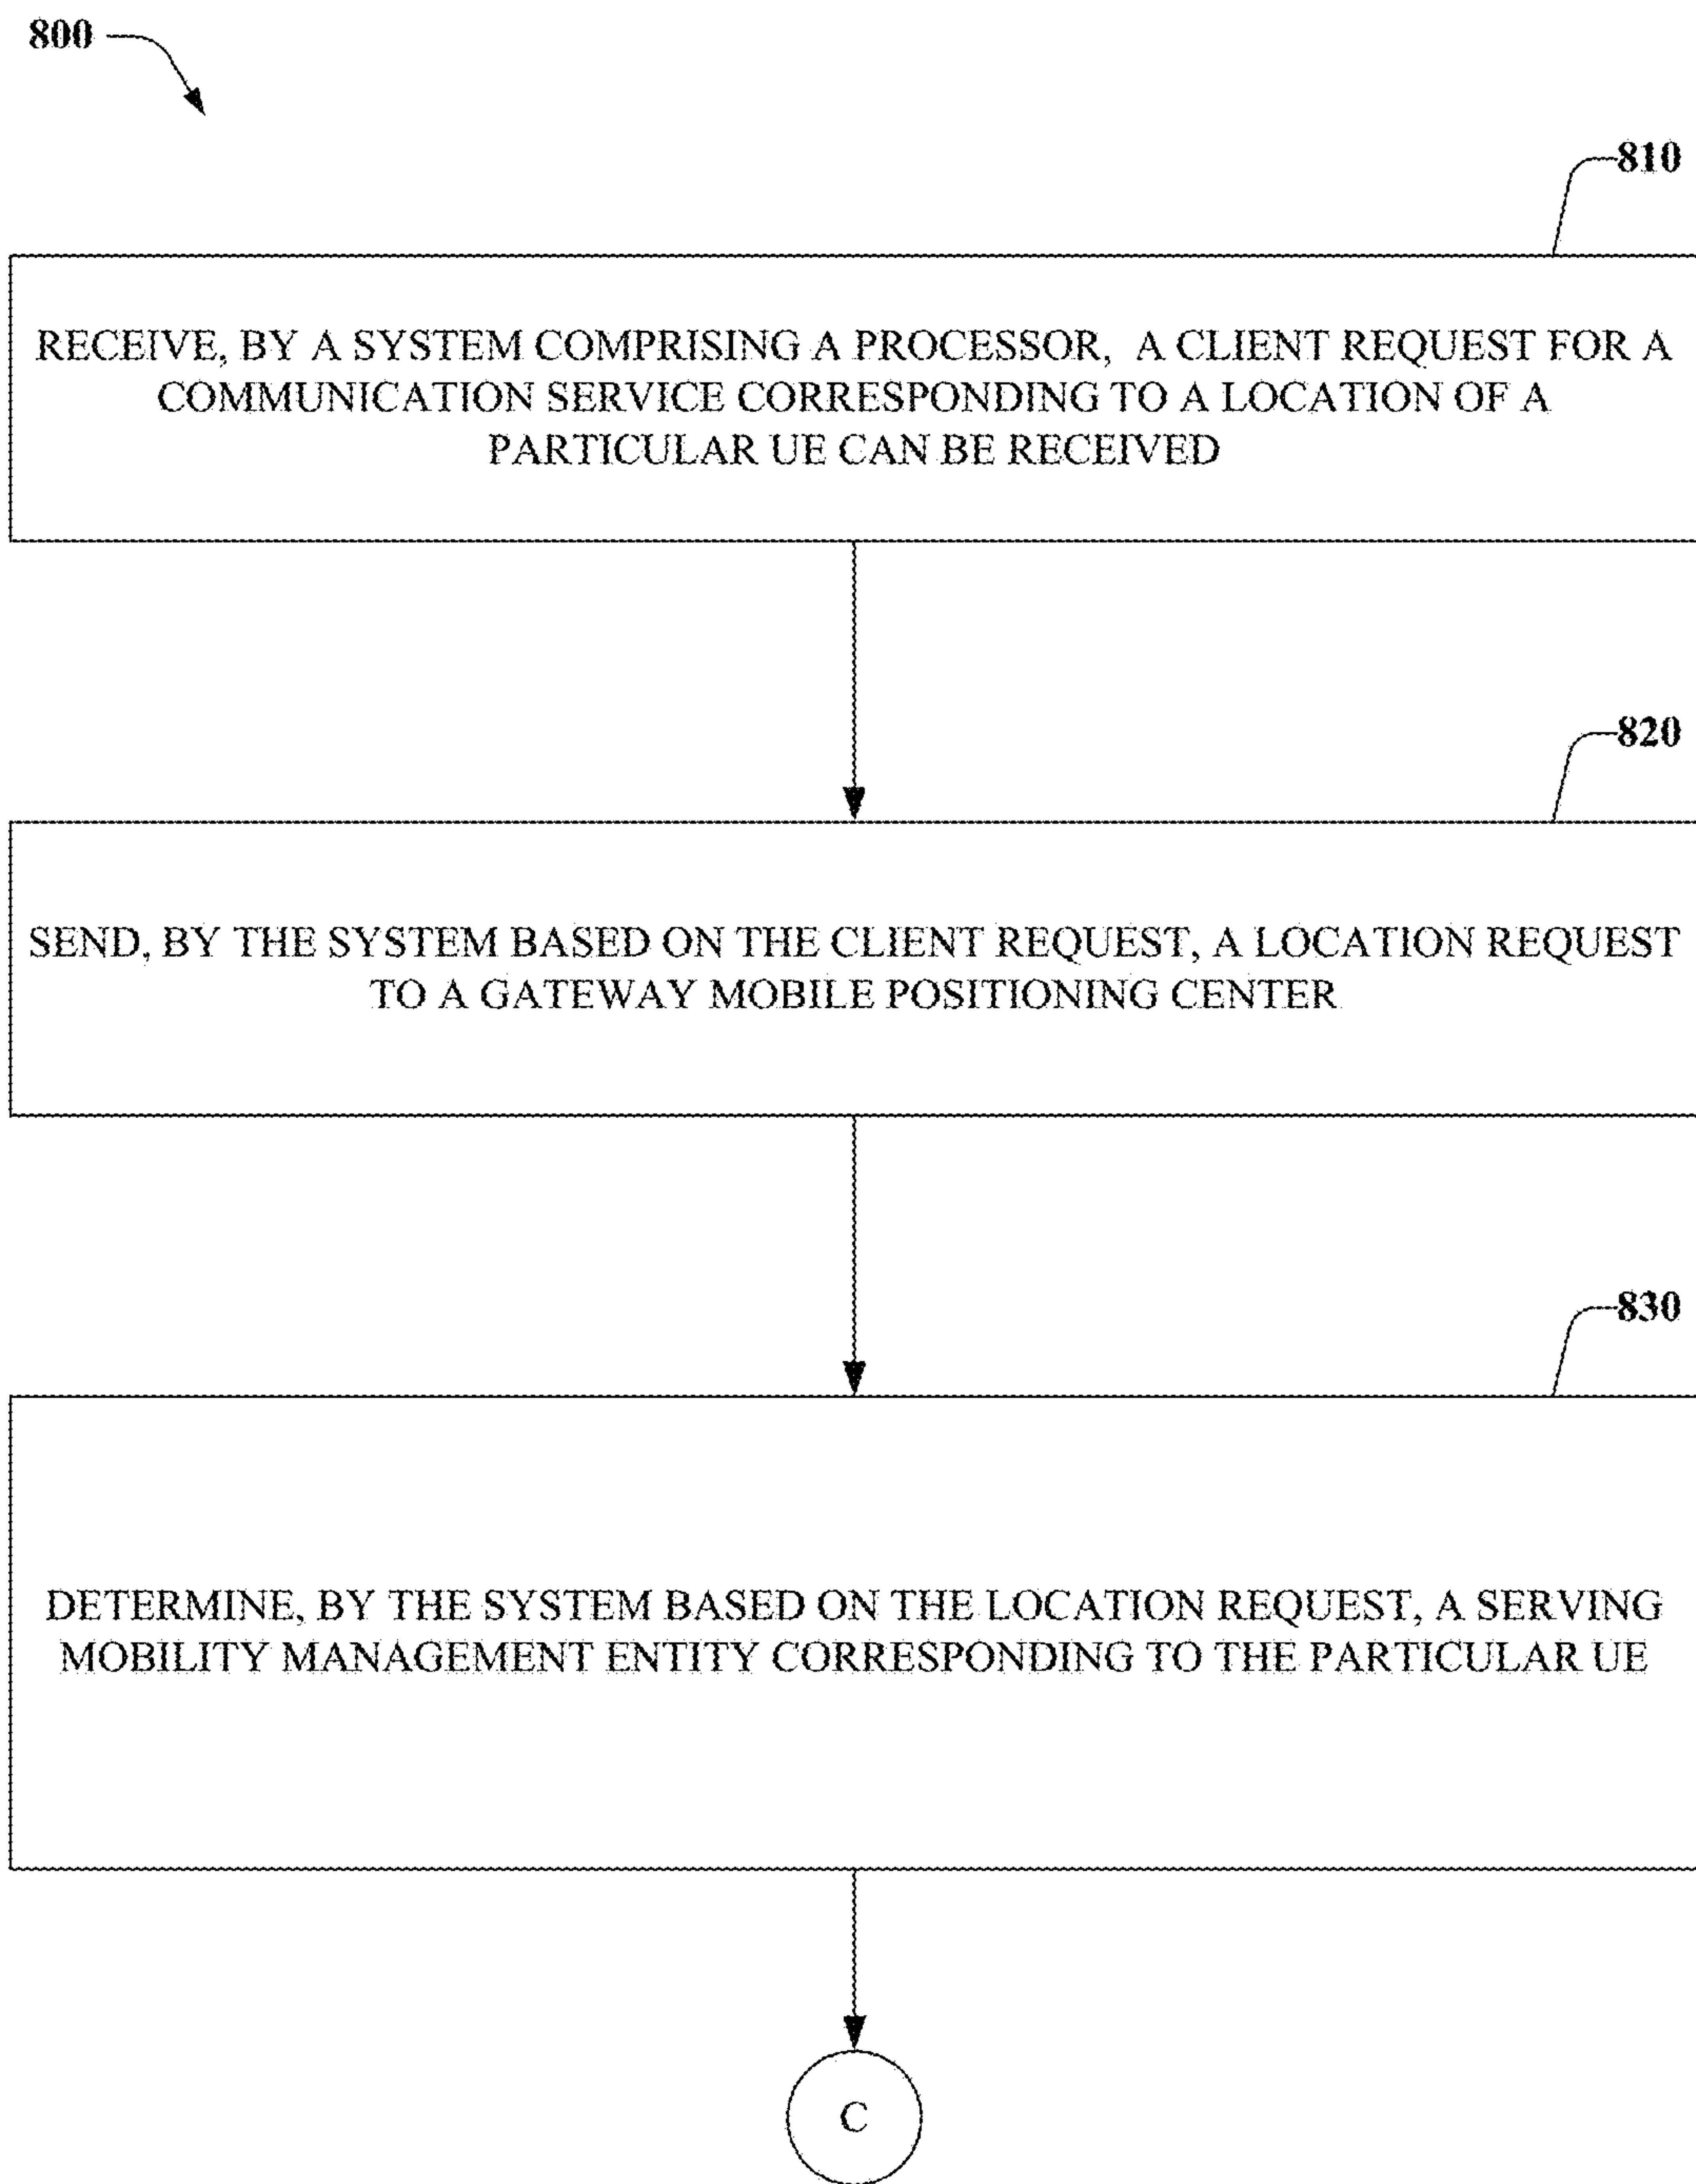 800
810
RECEIVE, BY A SYSTEM COMPRISING A PROCESSOR, A CLIENT REQUEST FOR A
COMMUNICATION SERVICE CORRESPONDING TO A LOCATION OF A
PARTICULAR UE CAN BE RECEIVED
820
SEND, BY THE SYSTEM BASED ON THE CLIENT REQUEST, A LOCATION REQUEST
TO A GATEWAY MOBILE POSITIONING CENTER
830
DETERMINE, BY THE SYSTEM BASED ON THE LOCATION REQUEST, A SERVING
MOBILITY MANAGEMENT ENTITY CORRESPONDING TO THE PARTICULAR UE
C